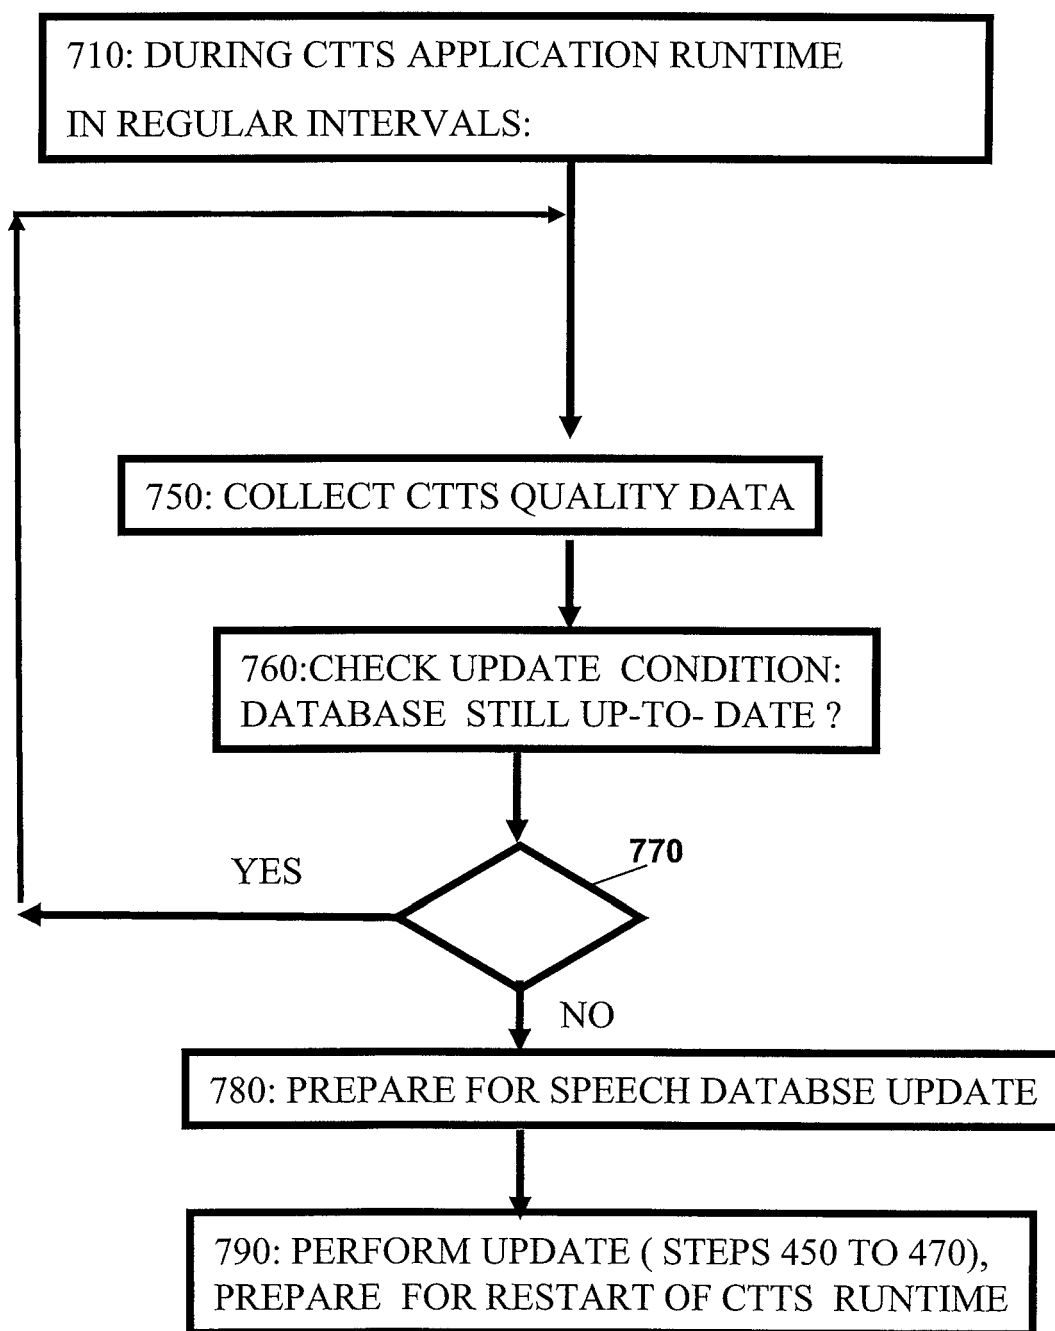 710: DURING CTTS APPLICATION RUNTIME
IN REGULAR INTERVALS:
750: COLLECT CTTS QUALITY DATA
760:CHECK UPDATE CONDITION:
DATABASE STILL UP-TO- DATE ?
770
YES
NO
780: PREPARE FOR SPEECH DATABSE UPDATE
790: PERFORM UPDATE ( STEPS 450 TO 470),
PREPARE FOR RESTART OF CTTS RUNTIME